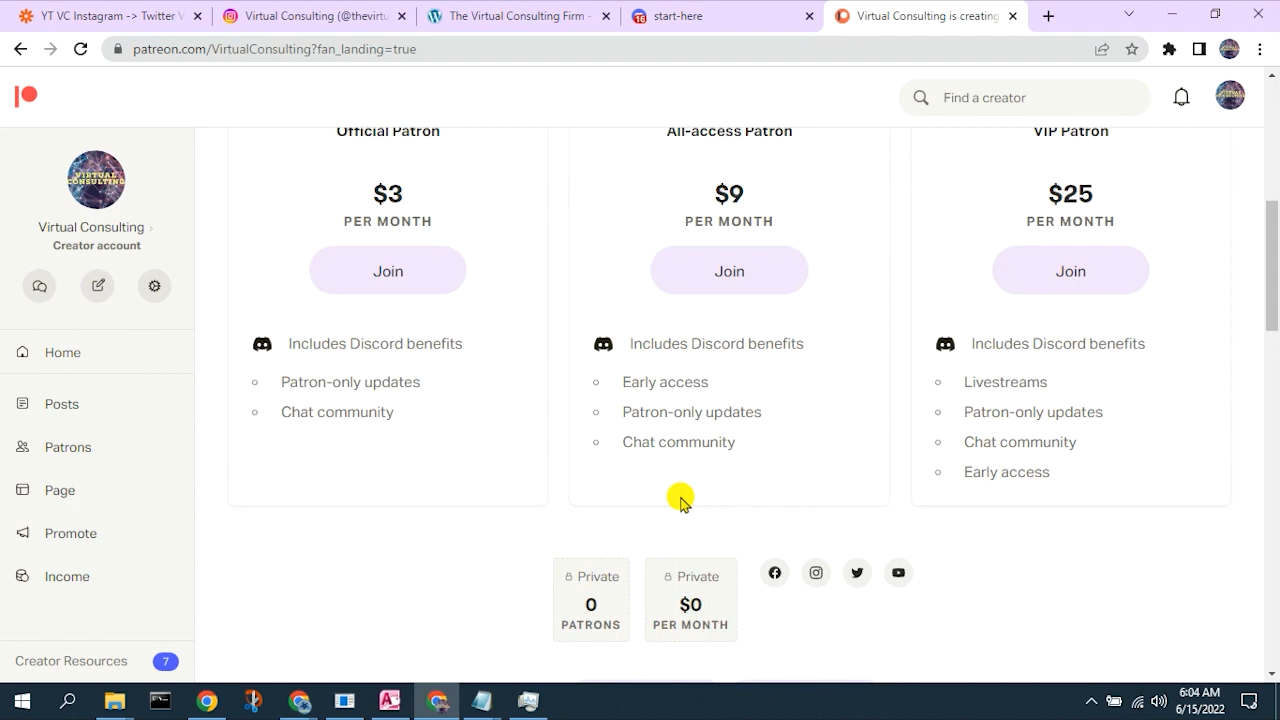 YT VC Instagram -> Twitter V
Virtual Consulting (@thevirtu
The Virtual Consulting Firm -
16
start-here
Virtual Consulting is creating
patreon.com/VirtualConsulting?fan_landing=true
Find a creator
VIRTUAL
CONSULTING
Virtual Consulting
Creator account
Home
Posts
Patrons
Page
Promote
Income
Creator Resources 7
Official Patron
$3
PER MONTH
Join
Includes Discord benefits
Patron-only updates
Chat community
All-access Patron
$9
PER MONTH
Join
Includes Discord benefits
Early access
Patron-only updates
Chat community
VIP Patron
$25
PER MONTH
Join
Includes Discord benefits
Livestreams
Patron-only updates
Chat community
Early access
Private
0
PATRONS
Private
$0
PER MONTH
6:04 AM
6/15/2022